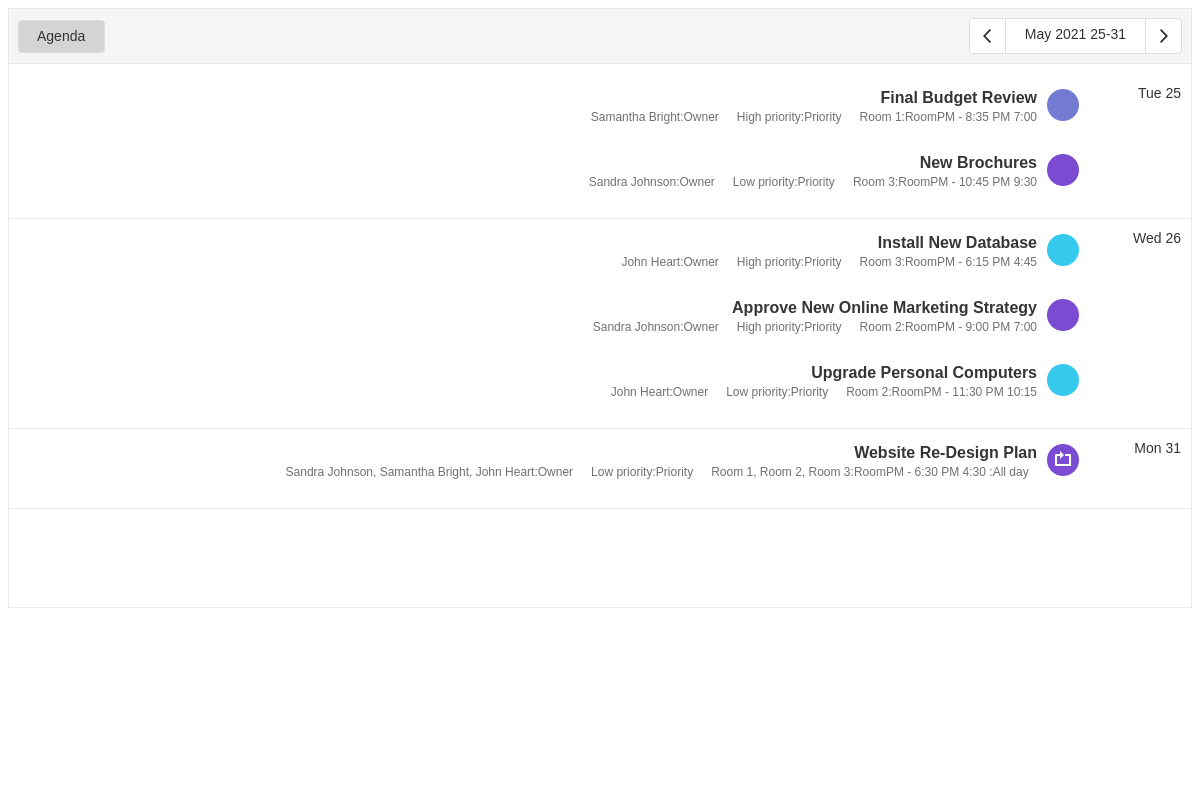 Agenda
May 2021 25-31
Tue 25
Final Budget Review
Samantha Bright:Owner High priority:Priority Room 1:RoomPM - 8:35 PM 7:00
New Brochures
Sandra Johnson:Owner Low priority:Priority Room 3:RoomPM - 10:45 PM 9:30
Wed 26
Install New Database
John Heart:Owner High priority:Priority Room 3:RoomPM - 6:15 PM 4:45
Approve New Online Marketing Strategy
Sandra Johnson:Owner High priority:Priority Room 2:RoomPM - 9:00 PM 7:00
Upgrade Personal Computers
John Heart:Owner Low priority:Priority Room 2:RoomPM - 11:30 PM 10:15
Mon 31
Website Re-Design Plan
Sandra Johnson, Samantha Bright, John Heart:Owner Low priority:Priority Room 1, Room 2, Room 3:RoomPM - 6:30 PM 4:30 :All day